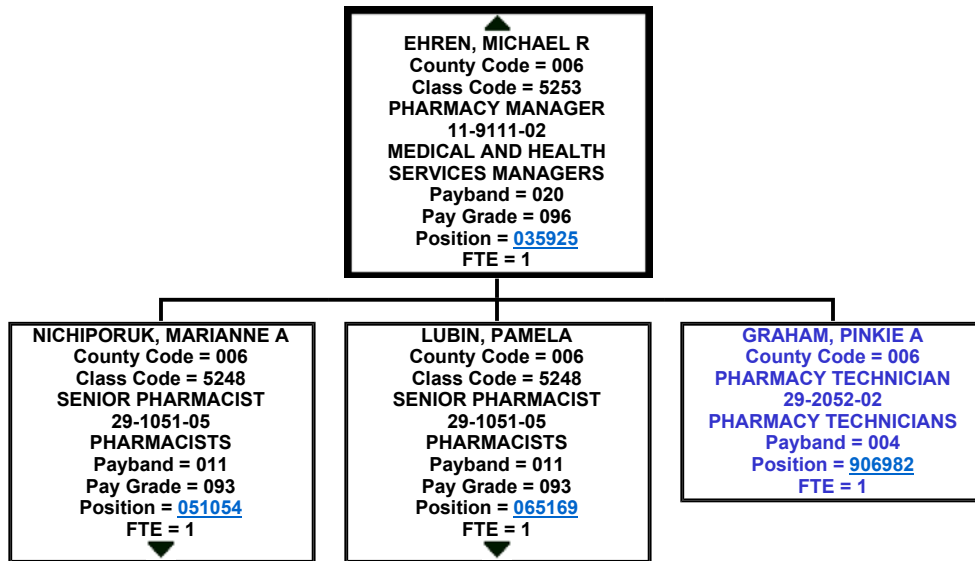 EHREN, MICHAEL R
County Code = 006
Class Code = 5253
PHARMACY MANAGER
11-9111-02
MEDICAL AND HEALTH
SERVICES MANAGERS
Payband = 020
Pay Grade = 096
Position = 035925
FTE = 1
NICHIPORUK, MARIANNE A
County Code = 006
Class Code = 5248
SENIOR PHARMACIST
29-1051-05
PHARMACISTS
Payband = 011
Pay Grade = 093
Position = 051054
FTE = 1
LUBIN, PAMELA
County Code = 006
Class Code = 5248
SENIOR PHARMACIST
29-1051-05
PHARMACISTS
Payband = 011
Pay Grade = 093
Position = 065169
FTE = 1
GRAHAM, PINKIE A
County Code = 006
PHARMACY TECHNICIAN
29-2052-02
PHARMACY TECHNICIANS
Payband = 004
Position = 906982
FTE = 1